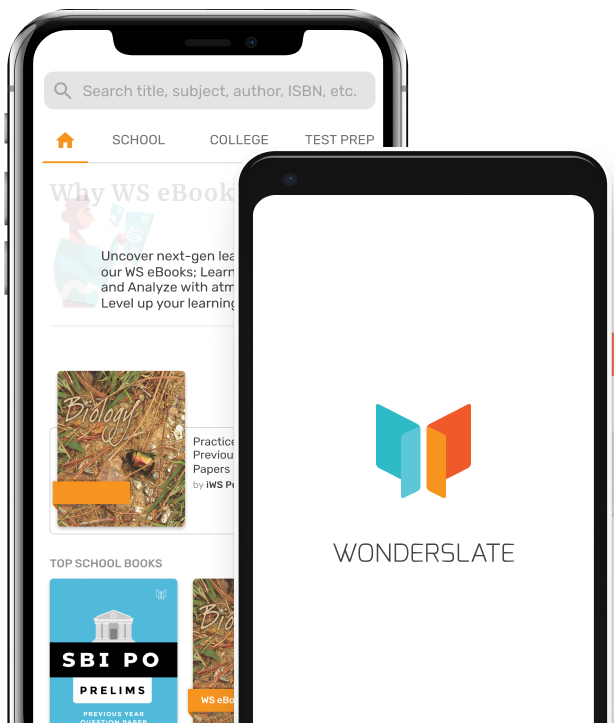 Search title, subject, author, ISBN, etc.
SCHOOL COLLEGE TEST PREP
Why WS eBook
Uncover next-gen lea
our WS eBooks; Learn
and Analyze with atm
Level up your learning
Biology
Practice
Previou
Papers
by iWS Pu
TOP SCHOOL BOOKS
SBI PO
PRELIMS
PREVIOUS YEAR
QUESTION PAPER
Bio
WS eBo
WONDERSLATE